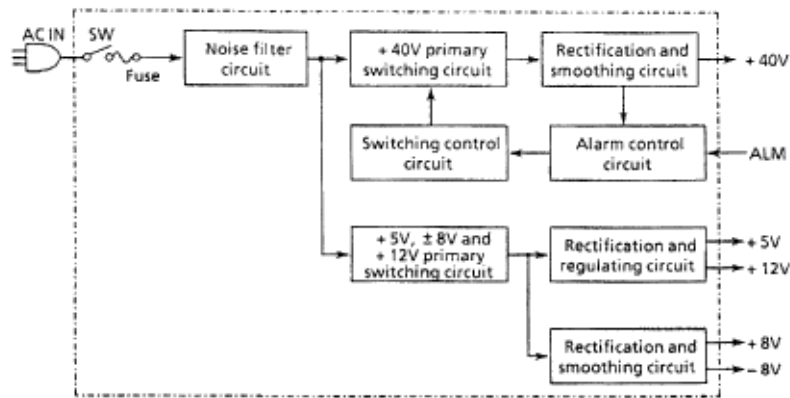 AC IN
SW
Fuse
Noise filter
circuit
+ 40V primary
switching circuit
Rectification and
smoothing circuit
+ 40V
Switching control
circuit
Alarm control
circuit
ALM
+ 5V, ± 8V and
+ 12V primary
switching circuit
Rectification and
regulating circuit
+ 5V
+ 12V
Rectification and
smoothing circuit
+ 8V
- 8V